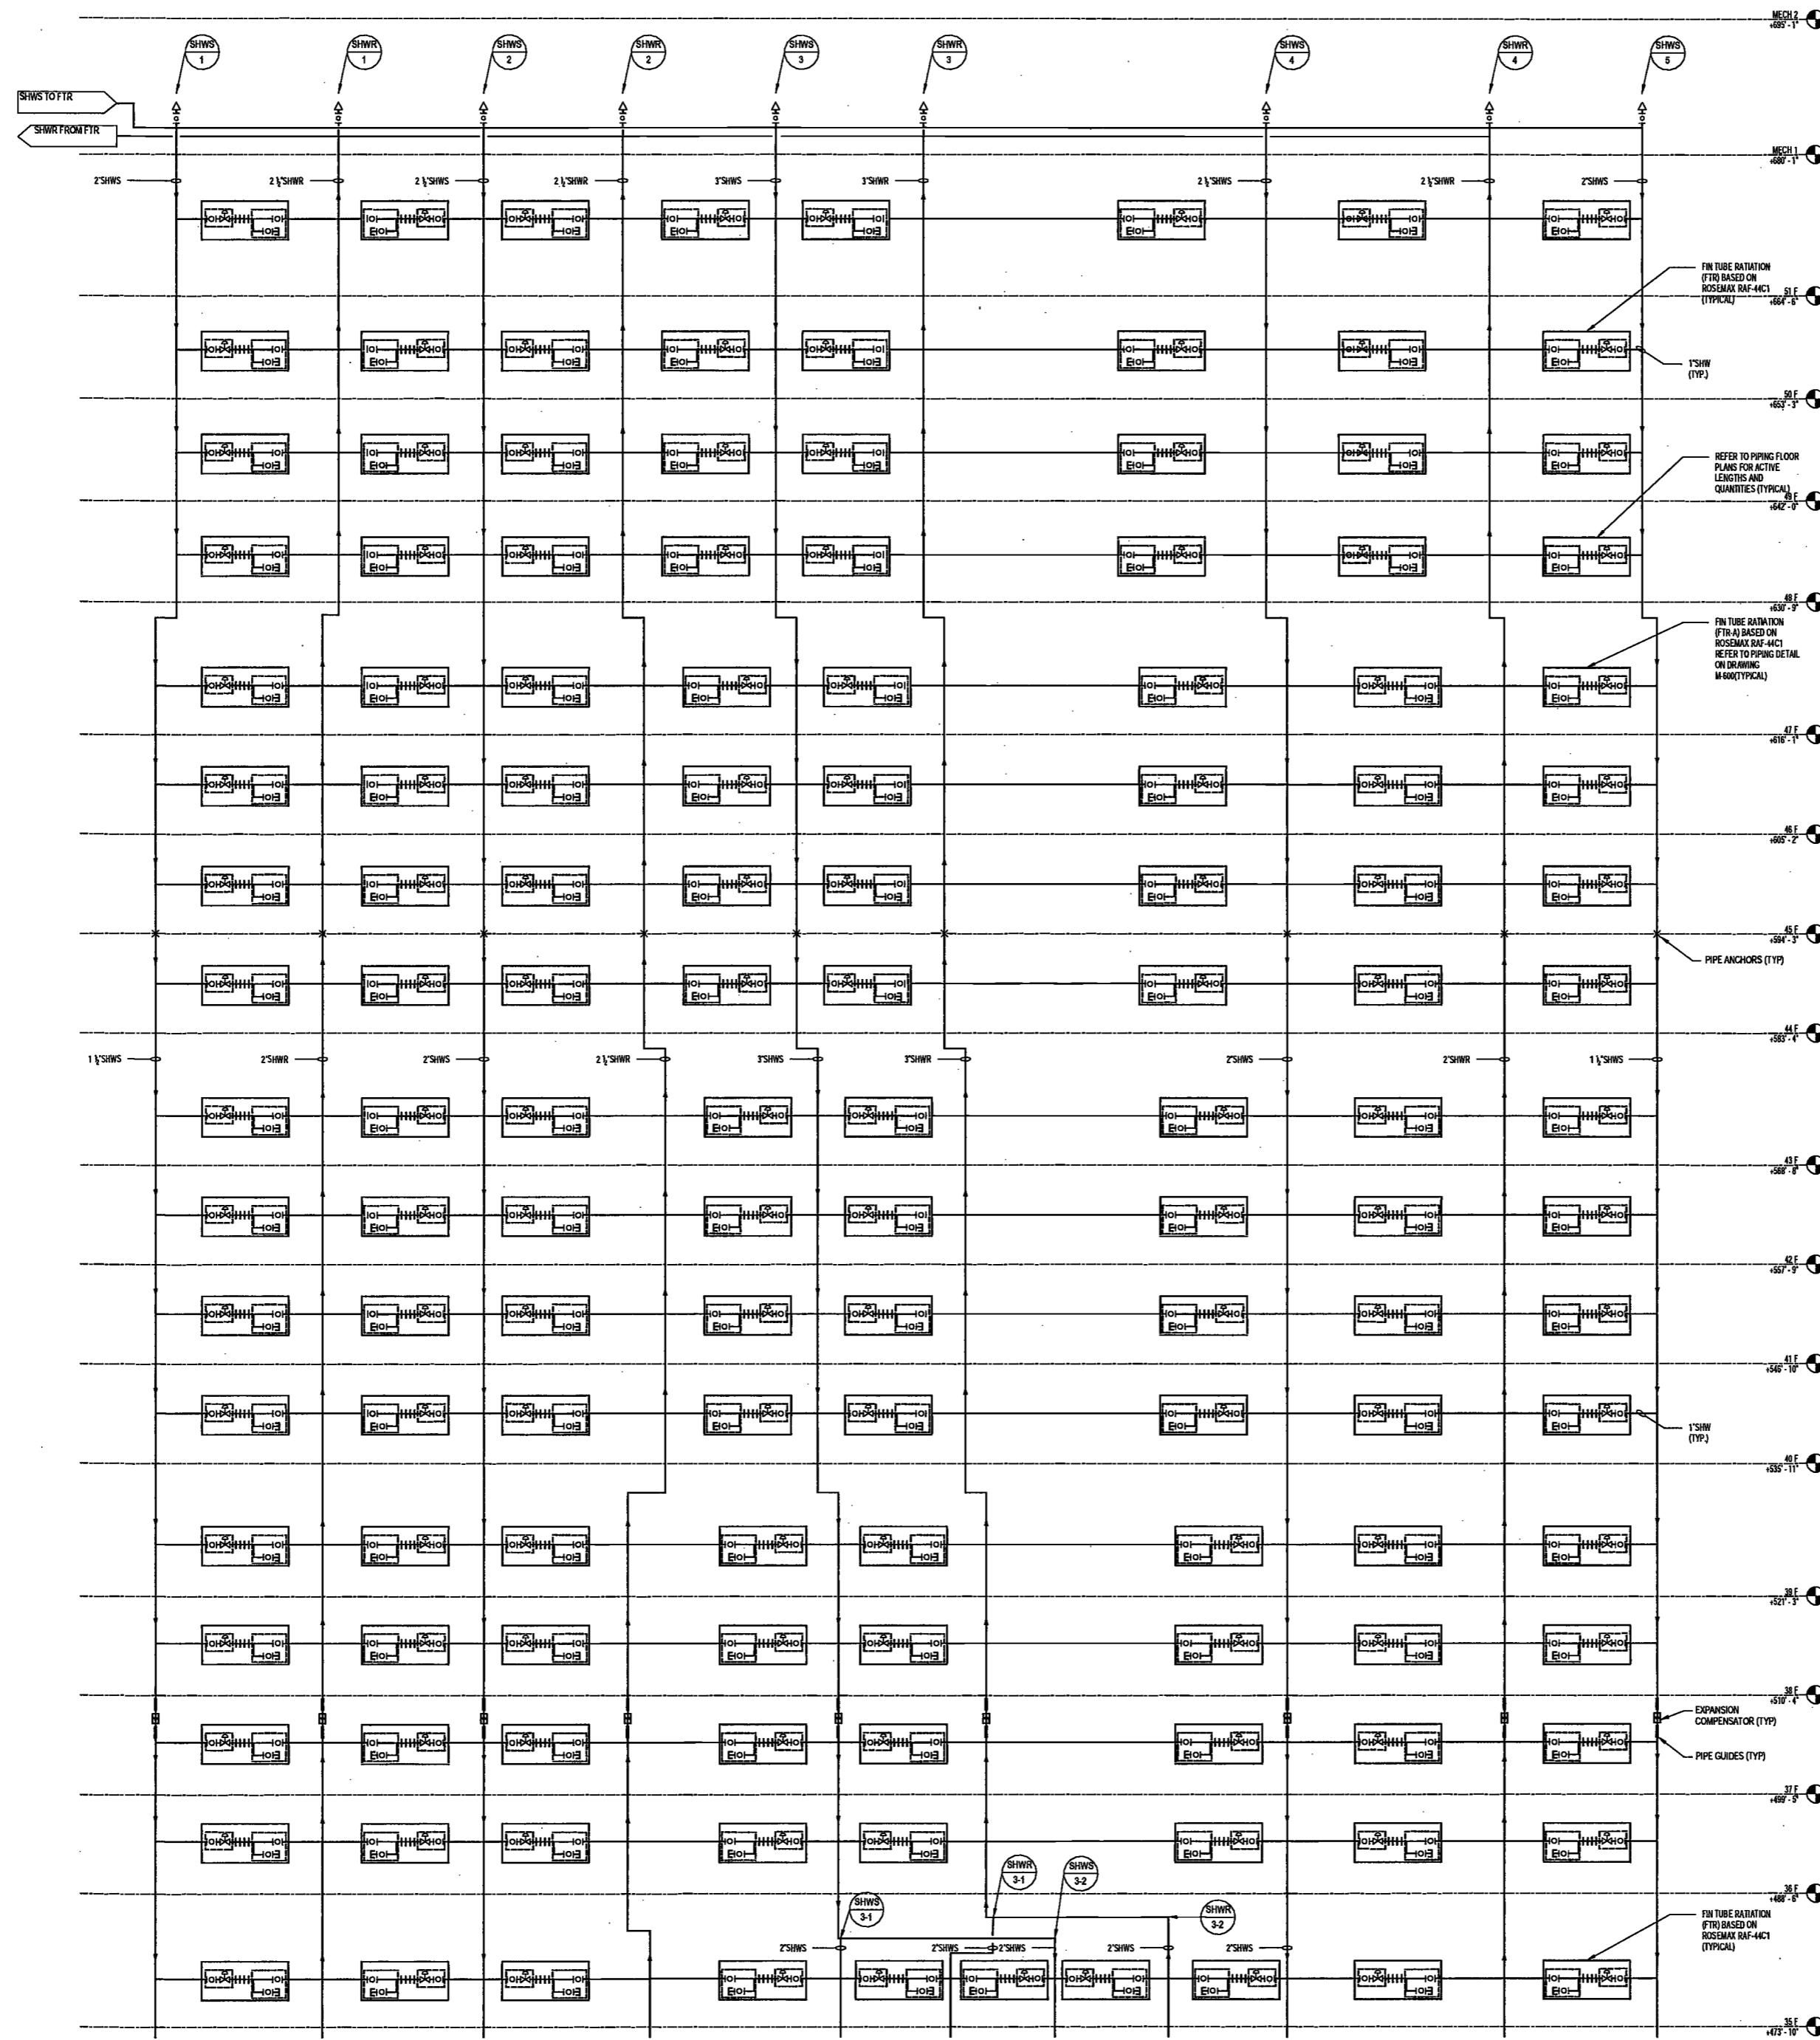 MECH 2
+695' - 1"
SHWS
1
SHWR
1
SHWS
2
SHWR
2
SHWS
3
SHWR
3
SHWS
4
SHWR
4
SHWS
5
SHWS TO FTR
SHWR FROM FTR
MECH 1
+680' - 1"
2"SHWS
2 ½"SHWR
2 ½"SHWS
2 ½"SHWR
3"SHWS
3"SHWR
2 ½"SHWS
2 ½"SHWR
2"SHWS
FIN TUBE RATIATION
(FTR) BASED ON
ROSEMAX RAF-44C1
(TYPICAL)
51 F
+664' - 6"
1"SHW
(TYP.)
50 F
+653' - 3"
REFER TO PIPING FLOOR
PLANS FOR ACTIVE
LENGTHS AND
QUANTITIES (TYPICAL)
49 F
+642' - 0"
48 F
+630' - 9"
FIN TUBE RATIATION
(FTR-A) BASED ON
ROSEMAX RAF-44C1
REFER TO PIPING DETAIL
ON DRAWING
M-600(TYPICAL)
47 F
+616' - 1"
46 F
+605' - 2"
45 F
+594' - 3"
PIPE ANCHORS (TYP)
44 F
+583' - 4"
1 ½"SHWS
2"SHWR
2"SHWS
2 ½"SHWR
3"SHWS
3"SHWR
2"SHWS
2"SHWR
1 ½"SHWS
43 F
+568' - 8"
42 F
+557' - 9"
41 F
+546' - 10"
1"SHW
(TYP.)
40 F
+535' - 11"
39 F
+521' - 3"
38 F
+510' - 4"
EXPANSION
COMPENSATOR (TYP)
PIPE GUIDES (TYP)
37 F
+499' - 5"
SHWR
3-1
SHWS
3-2
36 F
+488' - 6"
SHWS
3-1
SHWR
3-2
FIN TUBE RATIATION
(FTR) BASED ON
ROSEMAX RAF-44C1
(TYPICAL)
2"SHWS
2"SHWS
2"SHWS
2"SHWS
2"SHWS
35 F
+473' - 10"